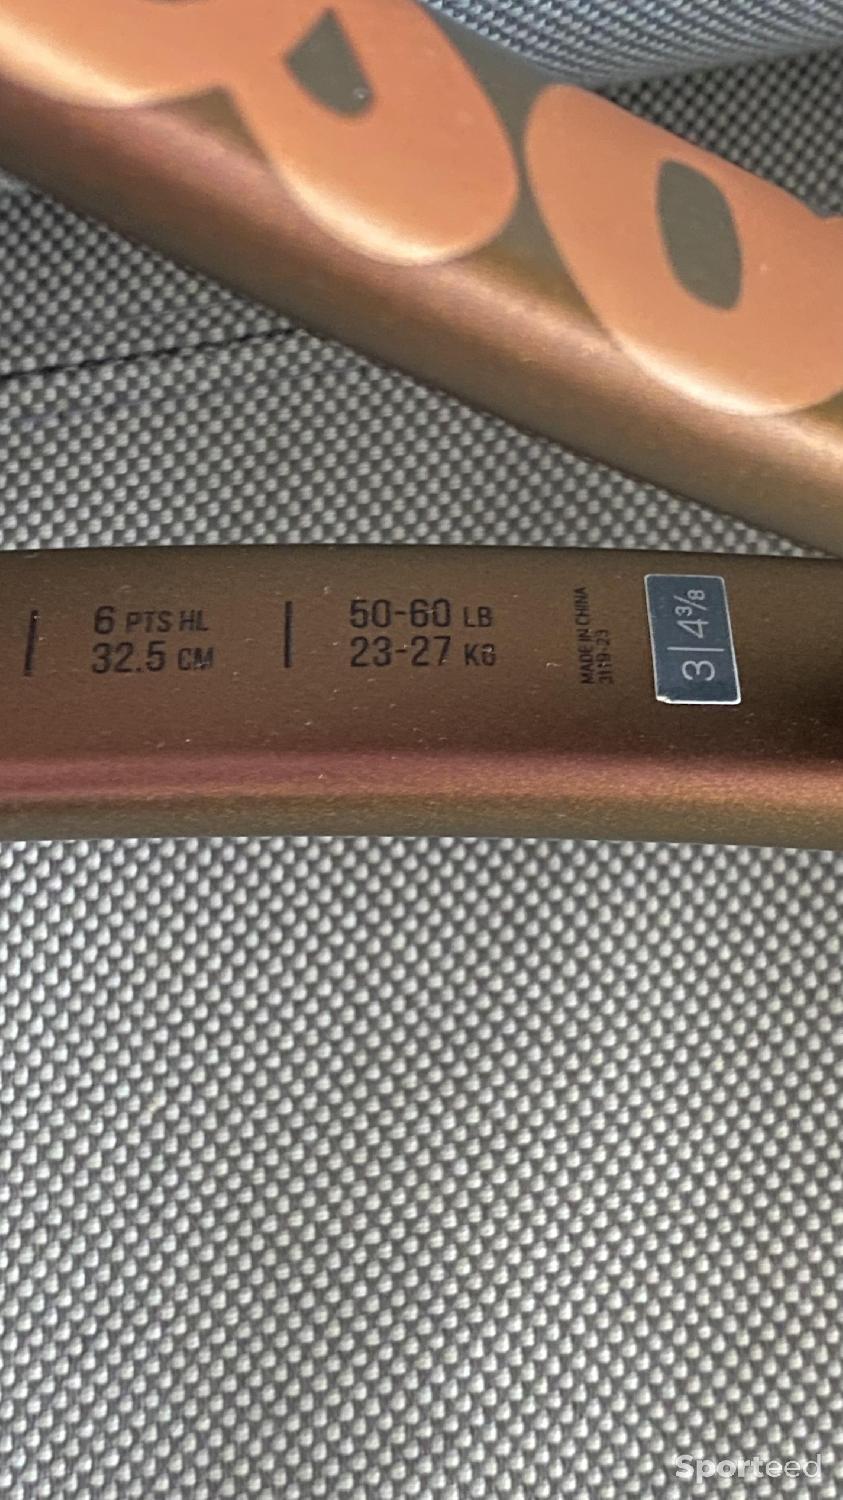 6 PTS HL
32.5 CM
50-60 LB
23-27 KG
MADE IN CHINA
3 | 4 3/8
Sporteed